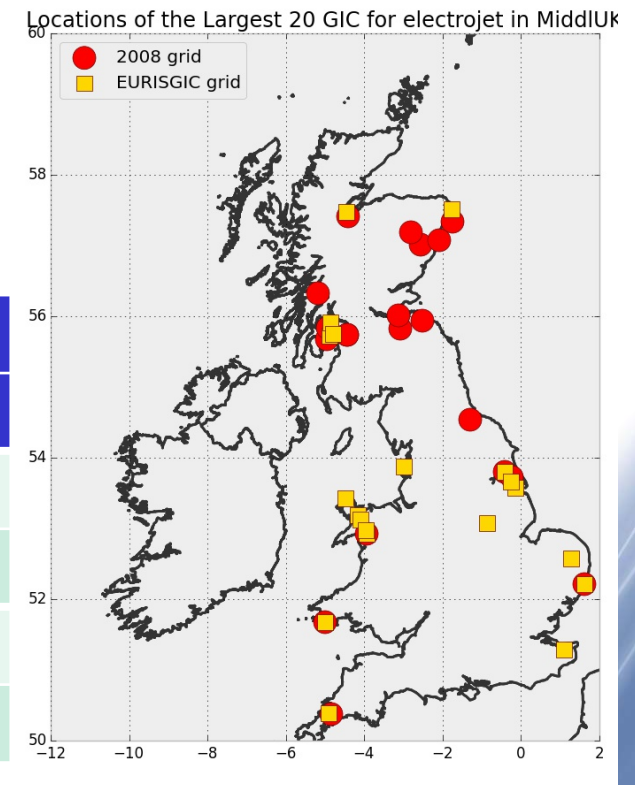 Locations of the Largest 20 GIC for electrojet in MiddlUK
2008 grid
EURISGIC grid
60
58
56
54
52
50
−12 −10 −8 −6 −4 −2 0 2